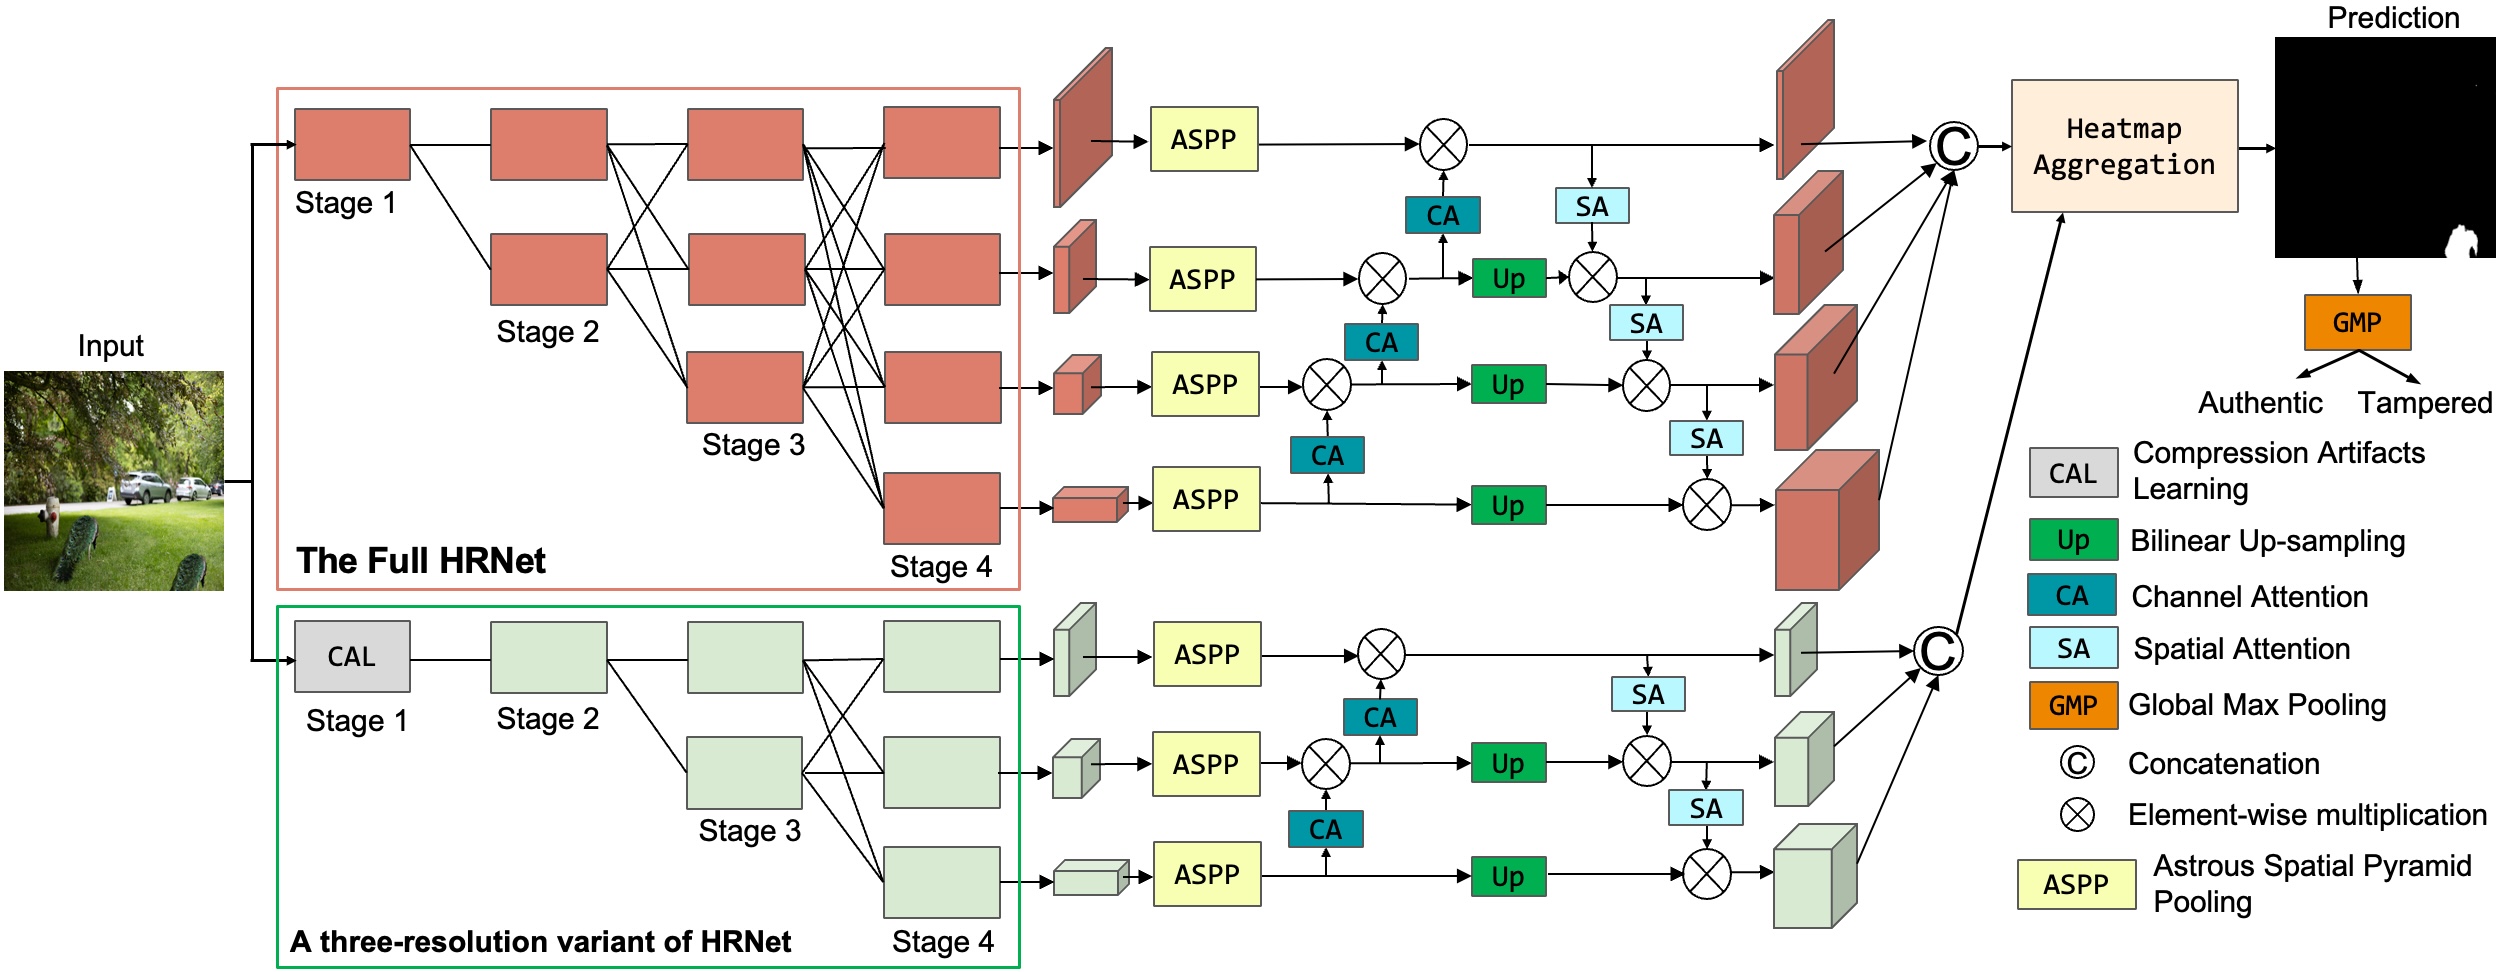 Prediction
Heatmap
Aggregation
GMP
Authentic
Tampered
Input
Stage 1
Stage 2
Stage 3
Stage 4
The Full HRNet
ASPP
CA
SA
ASPP
Up
CA
SA
ASPP
Up
CA
SA
ASPP
Up
C
CAL
Stage 1
Stage 2
Stage 3
Stage 4
A three-resolution variant of HRNet
ASPP
SA
CA
ASPP
Up
SA
CA
ASPP
Up
C
CAL
Compression Artifacts
Learning
Up
Bilinear Up-sampling
CA
Channel Attention
SA
Spatial Attention
GMP
Global Max Pooling
C
Concatenation
Element-wise multiplication
ASPP
Astrous Spatial Pyramid
Pooling